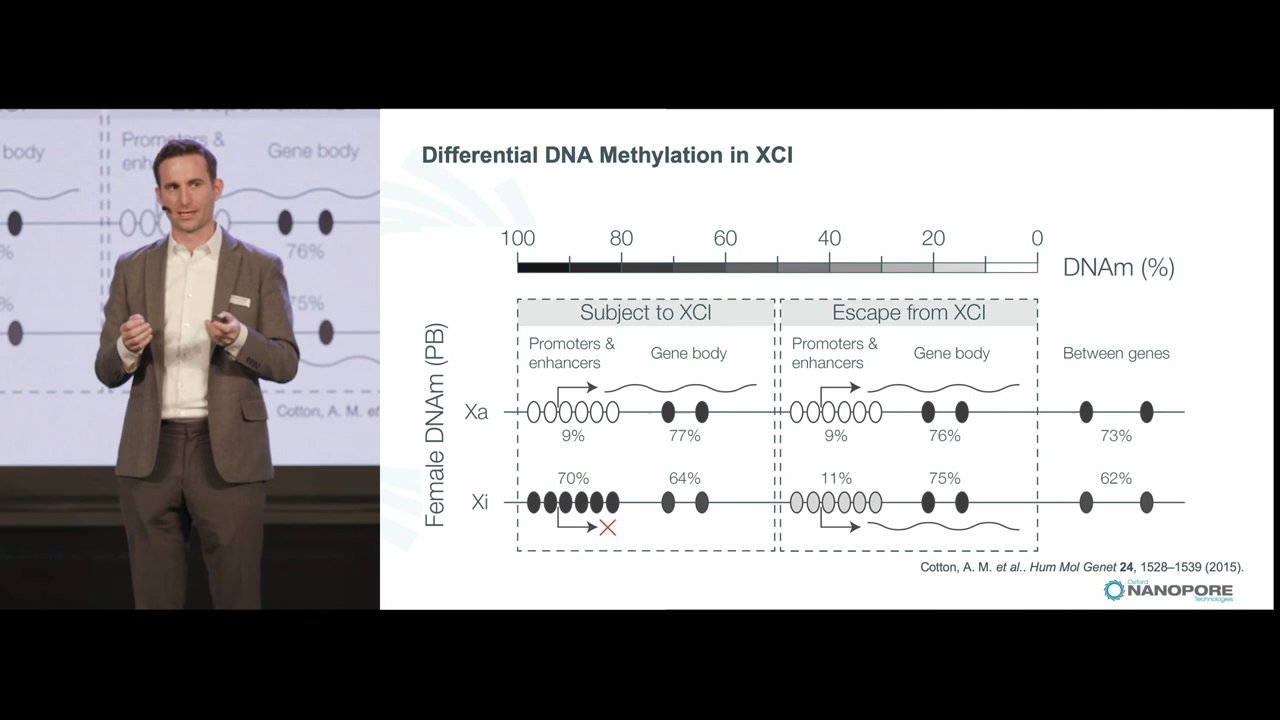 body
Promoters &
enh
Gene body
76%
%
75%
%
Cotton, A. M. et
Differential DNA Methylation in XCI
100 80 60 40 20 0
DNAm (%)
Subject to XCI
Escape from XCI
Promoters &
enhancers
Gene body
Promoters &
enhancers
Gene body
Between genes
Female DNAm (PB)
Xa
9% 77% 9% 76% 73%
70% 64% 11% 75% 62%
Xi
Cotton, A. M. et al.. Hum Mol Genet 24, 1528–1539 (2015).
Oxford
NANOPORE
Technologies